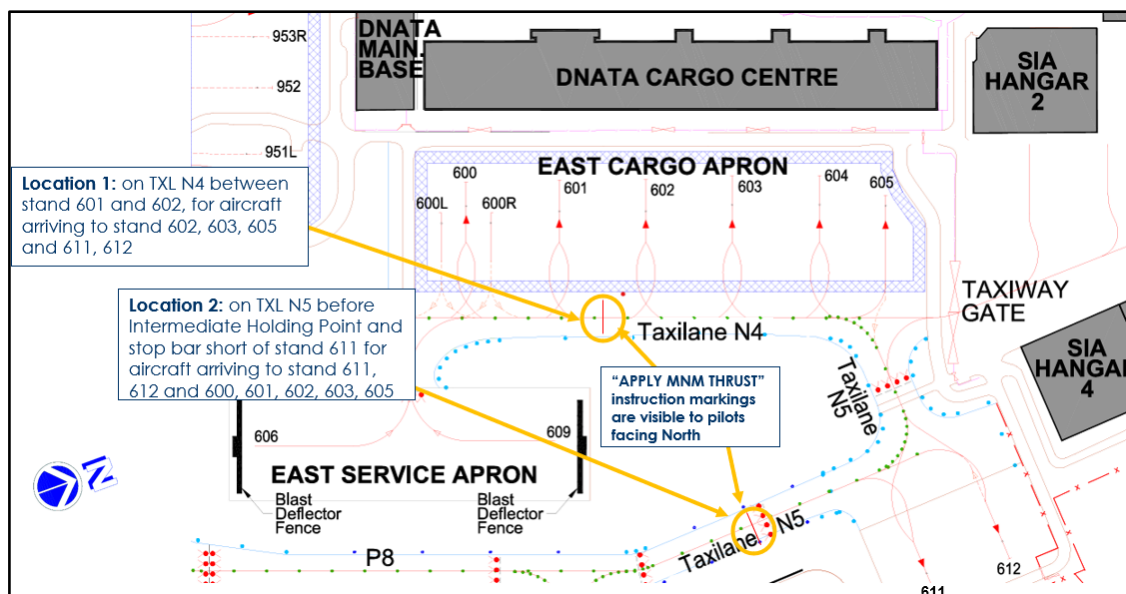 953R
952
951L
DNATA
MAIN.
BASE
DNATA CARGO CENTRE
SIA
HANGAR
2
EAST CARGO APRON
600
601
602
603
604
605
600L
600R
Location 1: on TXL N4 between
stand 601 and 602, for aircraft
arriving to stand 602, 603, 605
and 611, 612
Location 2: on TXL N5 before
Intermediate Holding Point and
stop bar short of stand 611 for
aircraft arriving to stand 611,
612 and 600, 601, 602, 603, 605
Taxilane N4
TAXIWAY
GATE
SIA
HANGAR
4
“APPLY MNM THRUST”
instruction markings
are visible to pilots
facing North
Taxilane
N5
606
609
EAST SERVICE APRON
Blast
Deflector
Fence
Blast
Deflector
Fence
N
P8
Taxilane N5
612
611